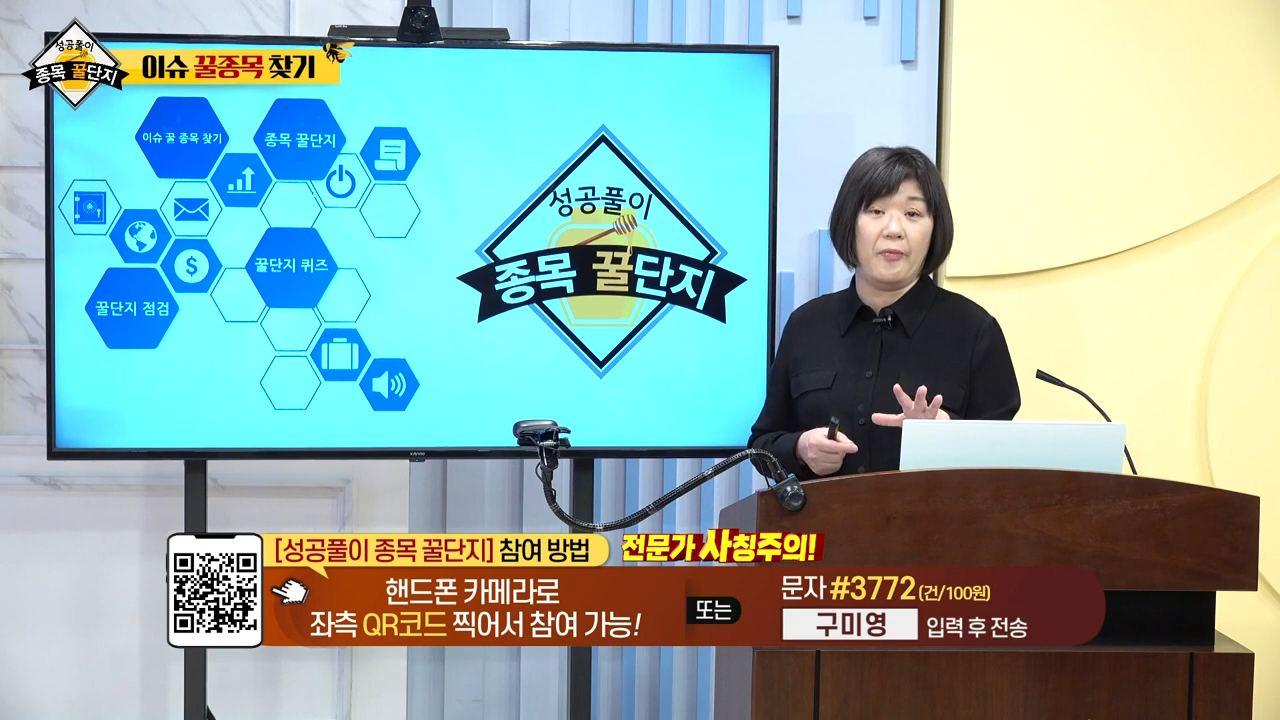 성공풀이
종목 꿀단지
이슈 꿀종목 찾기
이슈 꿀 종목 찾기
종목 꿀단지
꿀단지 퀴즈
꿀단지 점검
성공풀이
종목 꿀단지
[성공풀이 종목 꿀단지] 참여 방법
전문가 사칭주의!
핸드폰 카메라로
좌측 QR코드 찍어서 참여 가능!
또는
문자 #3772 (건/100원)
구미영 입력 후 전송